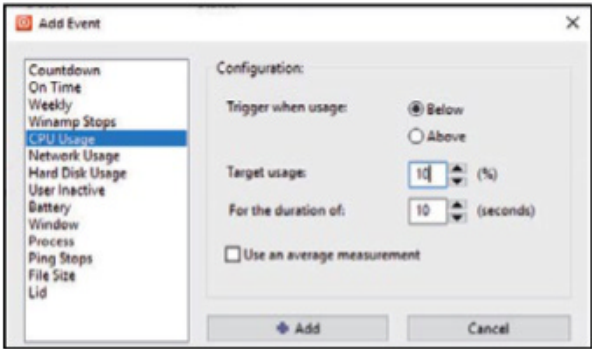 Add Event
Countdown
On Time
Weekly
Winamp Stops
CPU Usage
Network Usage
Hard Disk Usage
User Inactive
Battery
Window
Process
Ping Stops
File Size
Lid
Configuration:
Trigger when usage:
Below
Above
Target usage: 10 (%)
For the duration of: 10 (seconds)
Use an average measurement
Add Cancel